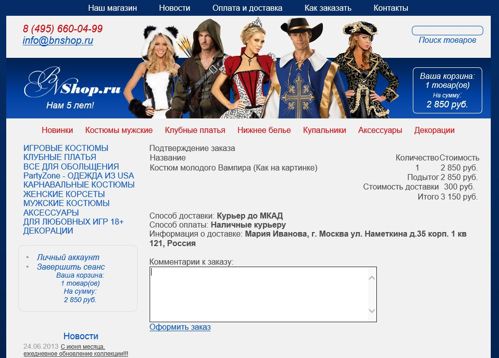 Наш магазин Новости Оплата и доставка Как заказать Контакты
8 (495) 660-04-99
info@bnshop.ru
Поиск товаров
BNShop.ru
Нам 5 лет!
Ваша корзина:
1 товар(ов)
На сумму:
2 850 руб.
Новинки Костюмы мужские Клубные платья Нижнее белье Купальники Аксессуары Декорации
ИГРОВЫЕ КОСТЮМЫ
КЛУБНЫЕ ПЛАТЬЯ
ВСЕ ДЛЯ ОБОЛЬЩЕНИЯ
PartyZone - ОДЕЖДА ИЗ USA
КАРНАВАЛЬНЫЕ КОСТЮМЫ
ЖЕНСКИЕ КОРСЕТЫ
МУЖСКИЕ КОСТЮМЫ
АКСЕССУАРЫ
ДЛЯ ЛЮБОВНЫХ ИГР 18+
ДЕКОРАЦИИ
Личный аккаунт
Завершить сеанс
Ваша корзина:
1 товар(ов)
На сумму:
2 850 руб.
Новости
24.06.2013 С июня месяца,
ежедневное обновление коллекции!!!
Подтверждение заказа
Название Количество Стоимость
Костюм молодого Вампира (Как на картинке) 1 2 850 руб.
Подытог 2 850 руб.
Стоимость доставки 300 руб.
Итого 3 150 руб.
Способ доставки: Курьер до МКАД
Способ оплаты: Наличные курьеру
Информация о доставке: Мария Иванова, г. Москва ул. Наметкина д.35 корп. 1 кв
121, Россия
Комментарии к заказу:
Оформить заказ